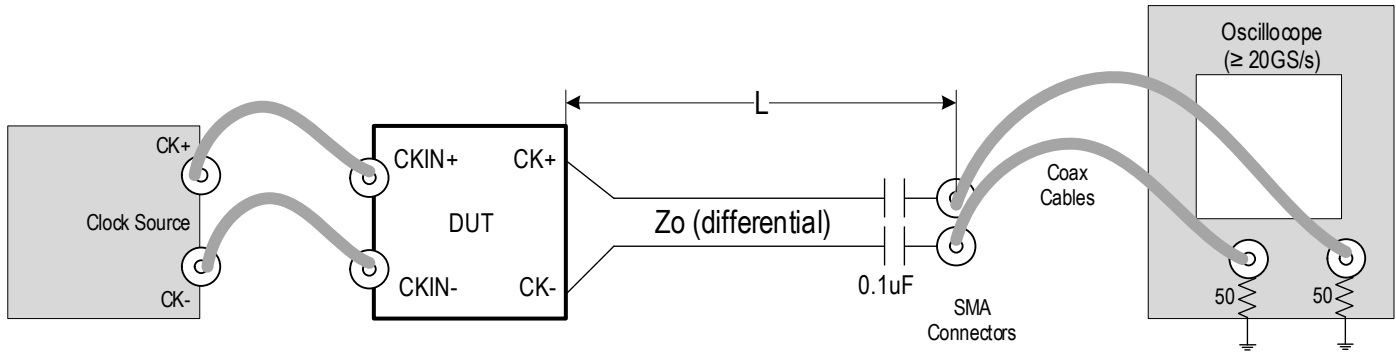 CK+
Clock Source
CK-
CKIN+
CK+
DUT
CKIN-
CK-
L
Zo (differential)
0.1uF
SMA
Connectors
Coax
Cables
Oscillocope
(≥ 20GS/s)
50
50